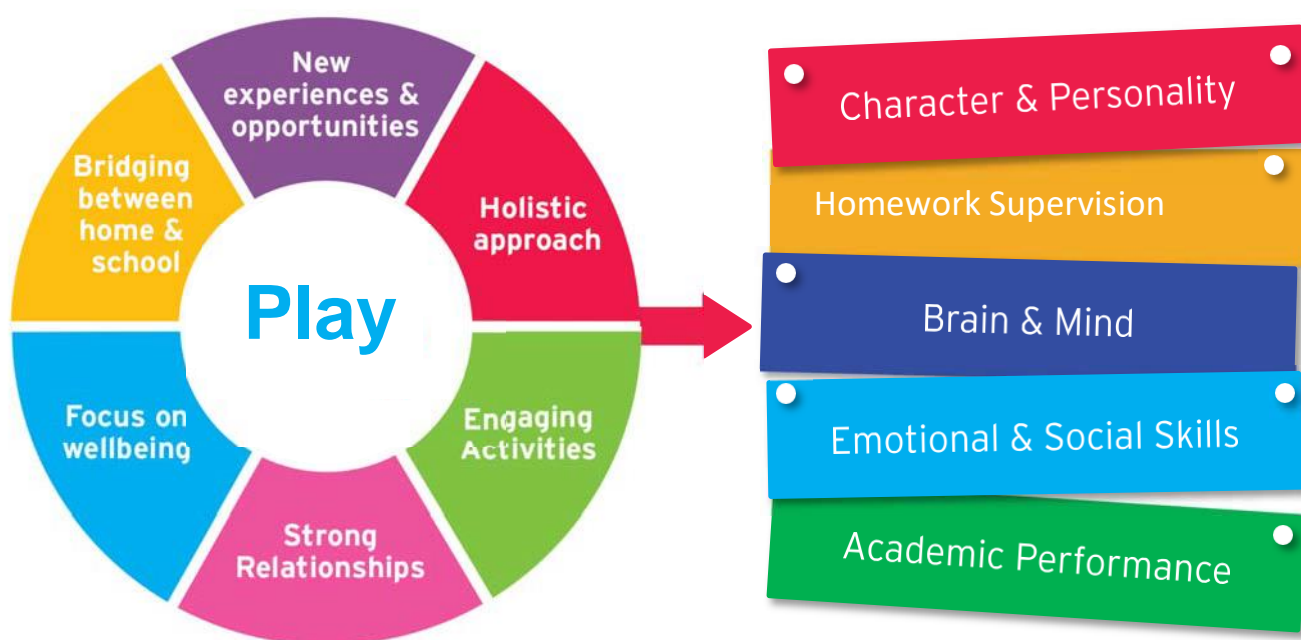 New
experiences &
opportunities
Holistic
approach
Engaging
Activities
Strong
Relationships
Focus on
wellbeing
Bridging
between
home &
school
Play
Character & Personality
Homework Supervision
Brain & Mind
Emotional & Social Skills
Academic Performance